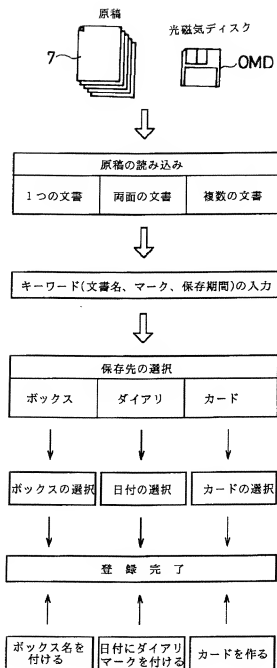 原稿
光磁気ディスク
7
OMD
原稿の読み込み
1つの文書 両面の文書 複数の文書
キーワード(文書名、マーク、保存期間)の入力
保存先の選択
ボックス ダイアリ カード
ボックスの選択 日付の選択 カードの選択
登録完了
ボックス名を 日付にダイアリ カードを作る
付ける マークを付ける